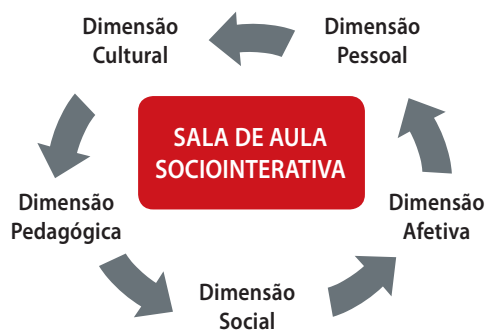 Dimensão
Cultural
Dimensão
Pessoal
SALA DE AULA
SOCIOINTERATIVA
Dimensão
Pedagógica
Dimensão
Afetiva
Dimensão
Social